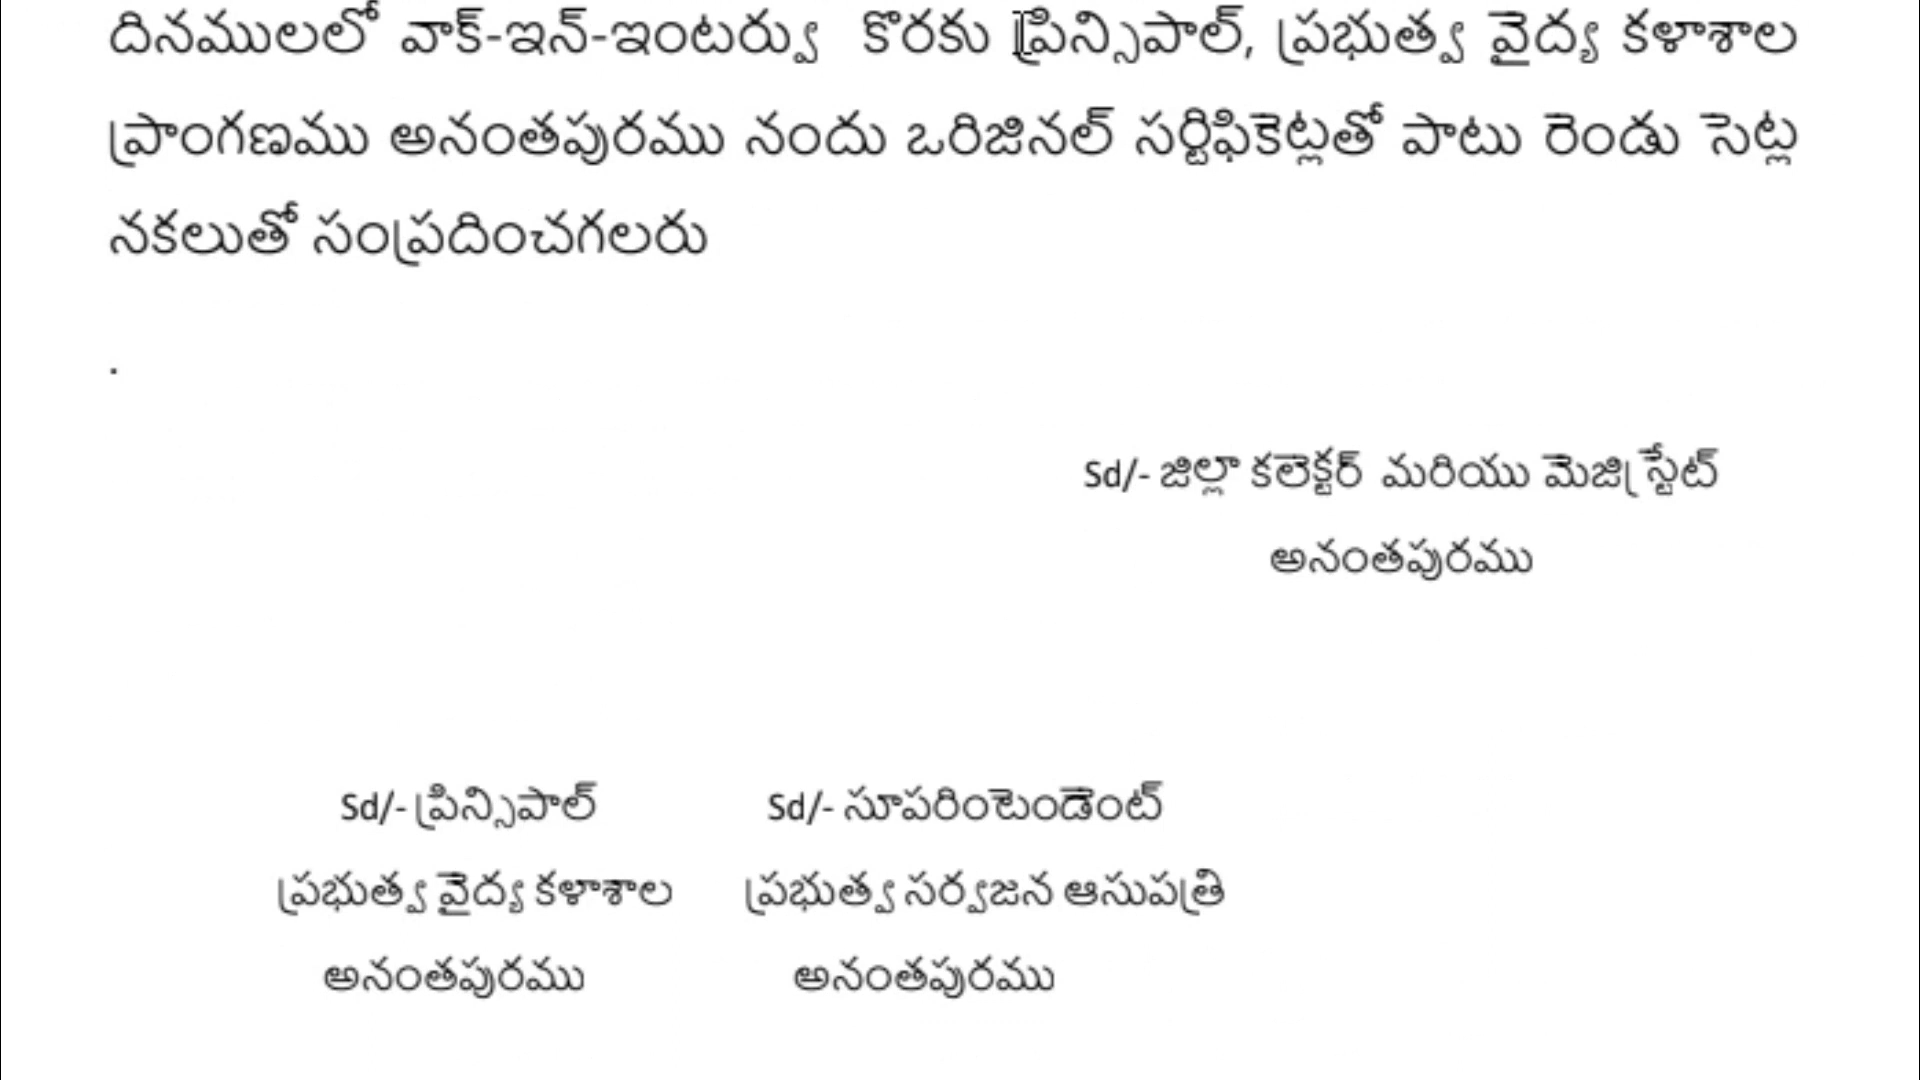 దినములలో వాక్-ఇన్-ఇంటర్వు కొరకు ప్రిన్సిపాల్, ప్రభుత్వ వైద్య కళాశాల
ప్రాంగణము అనంతపురము నందు ఒరిజినల్ సర్టిఫికెట్లతో పాటు రెండు సెట్ల
నకలుతో సంప్రదించగలరు
.
Sd/- జిల్లా కలెక్టర్ మరియు మెజిస్ట్రేట్
అనంతపురము
Sd/- ప్రిన్సిపాల్ Sd/- సూపరింటెండెంట్
ప్రభుత్వ వైద్య కళాశాల ప్రభుత్వ సర్వజన ఆసుపత్రి
అనంతపురము అనంతపురము